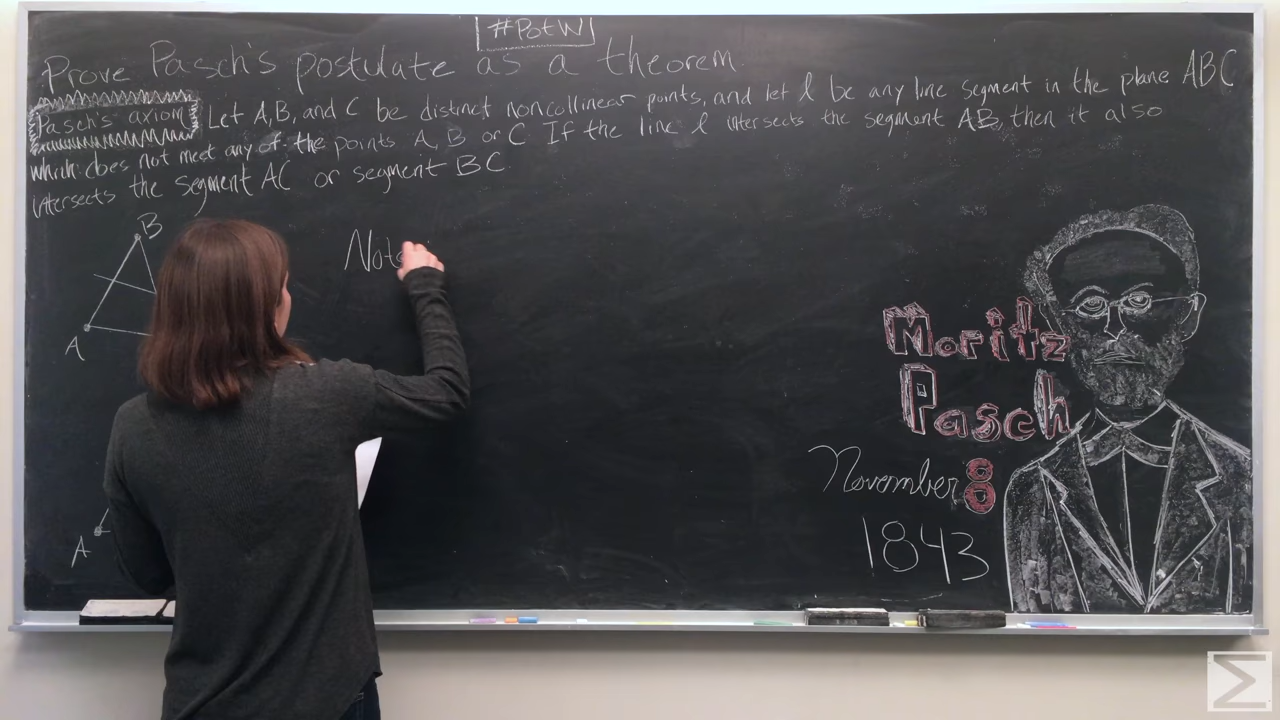 #PotW
Prove Pasch's postulate as a theorem
Pasch's axiom Let A,B, and C be distinct noncollinear points, and let l be any line segment in the plane ABC
which does not meet any of the points A, B or C If the line l intersects the segment AB, then it also
intersects the segment AC or segment BC
B
A
Note
A
Moritz
Pasch
November 8
1843
Σ